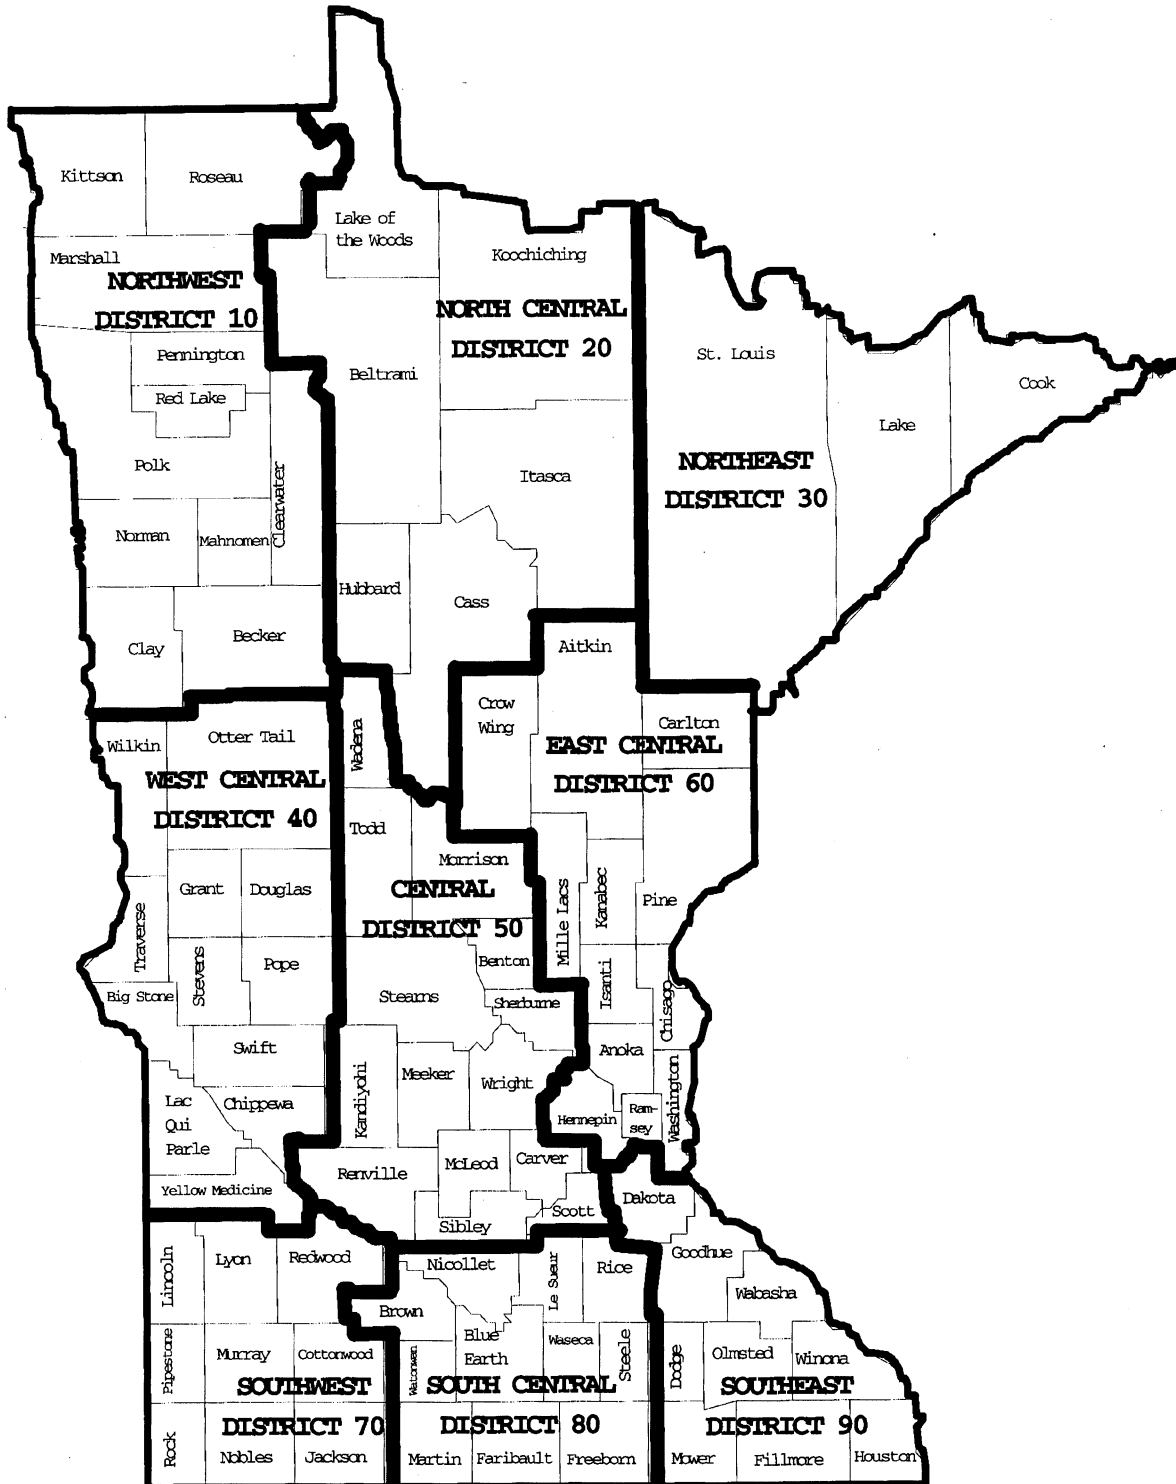 Kittson
Roseau
Lake of
the Woods
Koochiching
Marshall
NORTHWEST
DISTRICT 10
NORTH CENTRAL
DISTRICT 20
St. Louis
Pennington
Beltrami
Cook
Red Lake
Lake
Polk
Clearwater
Itasca
NORTHEAST
DISTRICT 30
Norman
Mahnomen
Hubbard
Cass
Clay
Becker
Aitkin
Crow
Wing
Carlton
Wilkin
Otter Tail
Wadena
EAST CENTRAL
DISTRICT 60
WEST CENTRAL
DISTRICT 40
Todd
Morrison
Grant
Douglas
CENTRAL
DISTRICT 50
Mille Lacs
Kanabec
Pine
Traverse
Stevens
Pope
Benton
Isanti
Big Stone
Stearns
Sherburne
Chisago
Swift
Anoka
Kandiyohi
Meeker
Wright
Washington
Lac
Qui
Parle
Chippewa
Hennepin
Ram-
sey
Renville
McLeod
Carver
Yellow Medicine
Scott
Dakota
Sibley
Lincoln
Lyon
Redwood
Nicollet
Le Sueur
Rice
Goodhue
Wabasha
Brown
Pipestone
Murray
Cottonwood
Watonwan
Blue
Earth
Waseca
Steele
Dodge
Olmsted
Winona
SOUTHWEST
DISTRICT 70
SOUTH CENTRAL
DISTRICT 80
SOUTHEAST
DISTRICT 90
Rock
Nobles
Jackson
Martin
Faribault
Freeborn
Mower
Fillmore
Houston